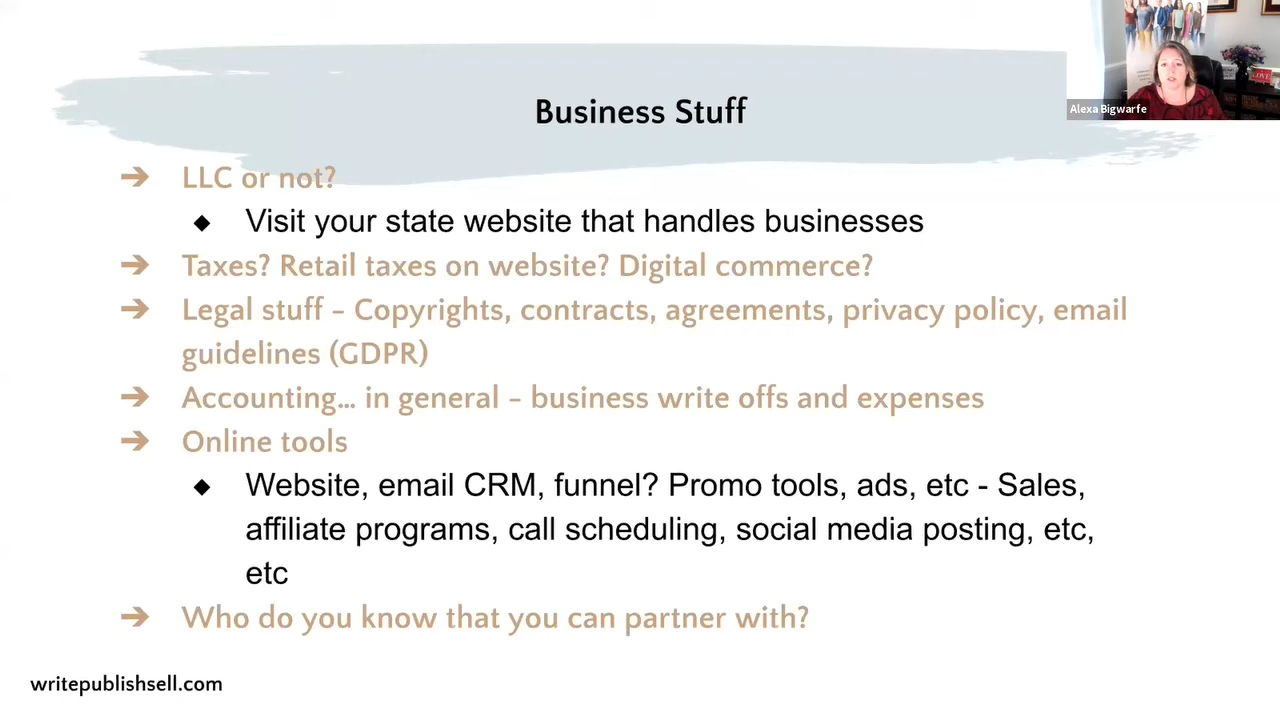 Business Stuff
Alexa Bigwarfe
LOVE
➔ LLC or not?
◆ Visit your state website that handles businesses
➔ Taxes? Retail taxes on website? Digital commerce?
➔ Legal stuff - Copyrights, contracts, agreements, privacy policy, email
guidelines (GDPR)
➔ Accounting... in general - business write offs and expenses
➔ Online tools
◆ Website, email CRM, funnel? Promo tools, ads, etc - Sales,
affiliate programs, call scheduling, social media posting, etc,
etc
➔ Who do you know that you can partner with?
writepublishsell.com